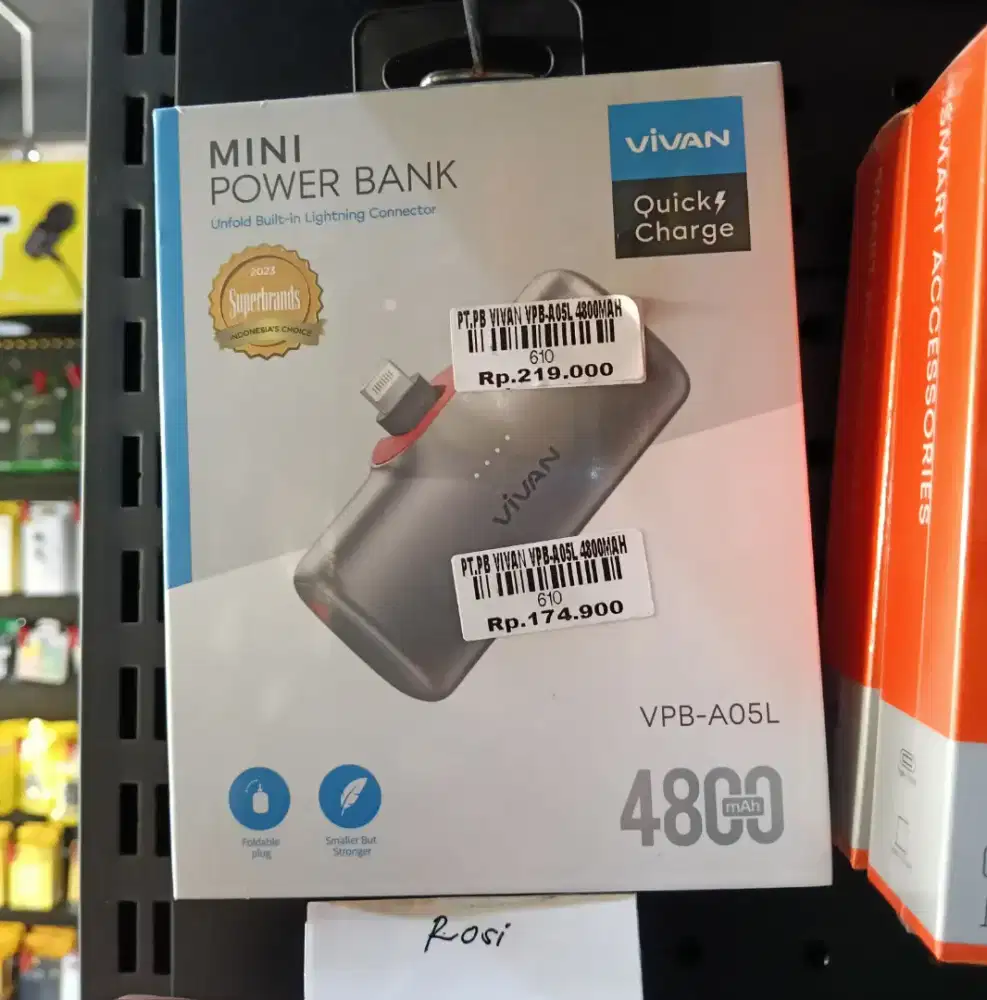 MINI
POWER BANK
Unfold Built-in Lightning Connector
ViVAN
Quick
Charge
2023
Superbrands
INDONESIA'S CHOICE
PT.PB VIVAN VPB-A05L 4800MAH
610
Rp.219.000
ViVAN
PT.PB VIVAN VPB-A05L 4800MAH
610
Rp.174.900
VPB-A05L
4800
mAh
Foldable
plug
Smaller But
Stronger
Rosi
SMART ACCESSORIES